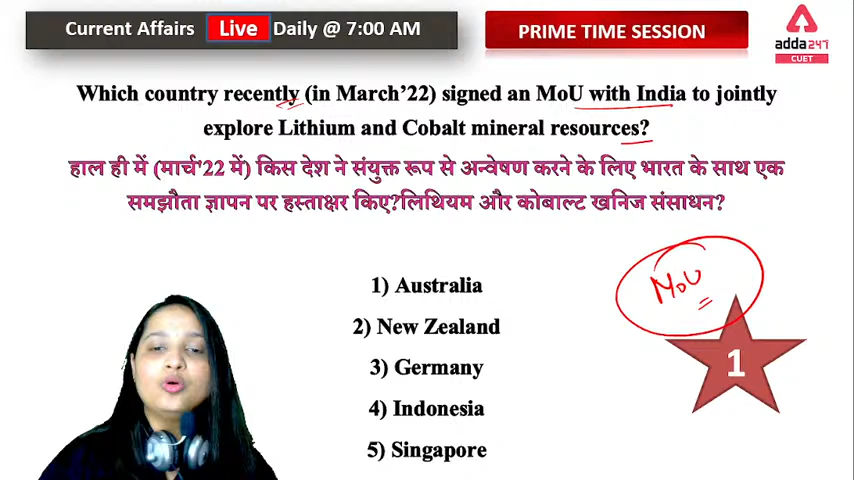 Current Affairs Live Daily @ 7:00 AM
PRIME TIME SESSION
adda247
CUET
Which country recently (in March'22) signed an MoU with India to jointly
explore Lithium and Cobalt mineral resources?
हाल ही में (मार्च'22 में) किस देश ने संयुक्त रूप से अन्वेषण करने के लिए भारत के साथ एक
समझौता ज्ञापन पर हस्ताक्षर किए?लिथियम और कोबाल्ट खनिज संसाधन?
MoU
1) Australia
2) New Zealand
3) Germany
4) Indonesia
5) Singapore
1